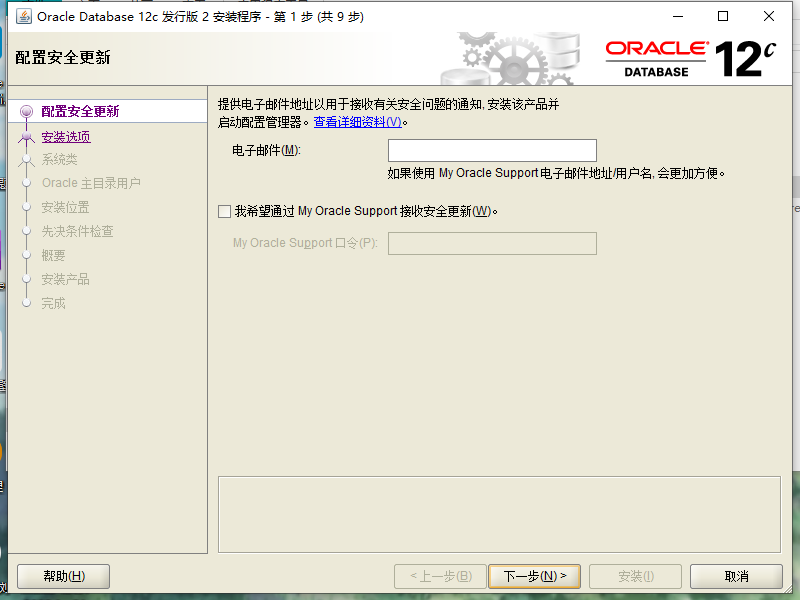 Oracle Database 12c 发行版 2 安装程序 - 第 1 步 (共 9 步)
配置安全更新
ORACLE® 12c
DATABASE
配置安全更新
安装选项
系统类
Oracle 主目录用户
安装位置
先决条件检查
概要
安装产品
完成
提供电子邮件地址以用于接收有关安全问题的通知, 安装该产品并
启动配置管理器。查看详细资料(V)。
电子邮件(M):
如果使用 My Oracle Support 电子邮件地址/用户名, 会更加方便。
我希望通过 My Oracle Support 接收安全更新(W)。
My Oracle Support 口令(P):
帮助(H)
< 上一步(B)
下一步(N) >
安装(I)
取消